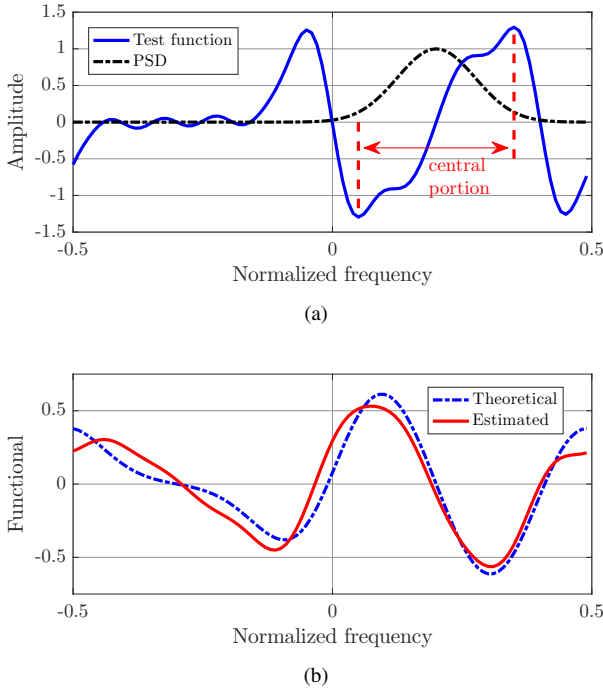 1.5
1
0.5
0
-0.5
-1
-1.5
Amplitude
Test function
PSD
central
portion
-0.5
0
0.5
Normalized frequency
(a)
0.5
0
-0.5
Functional
Theoretical
Estimated
-0.5
0
0.5
Normalized frequency
(b)